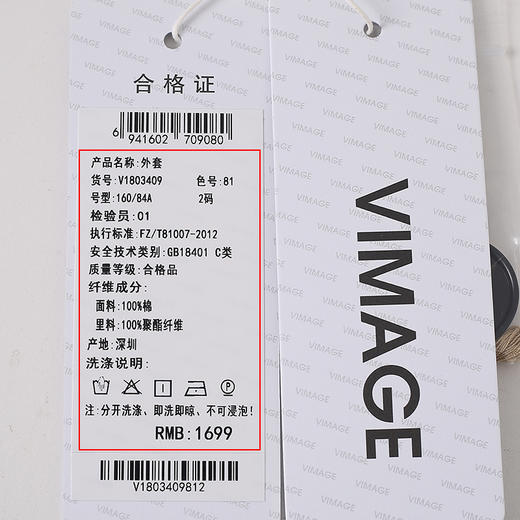 合格证
6 941602 709080
产品名称:外套
货号:V1803409 色号:81
号型:160/84A 2码
检验员:01
执行标准:FZ/T81007-2012
安全技术类别:GB18401 C类
质量等级:合格品
纤维成分:
面料:100%棉
里料:100%聚酯纤维
产地:深圳
洗涤说明:
注:分开洗涤、即洗即晾、不可浸泡!
RMB:1699
V1803409812
VIMAGE